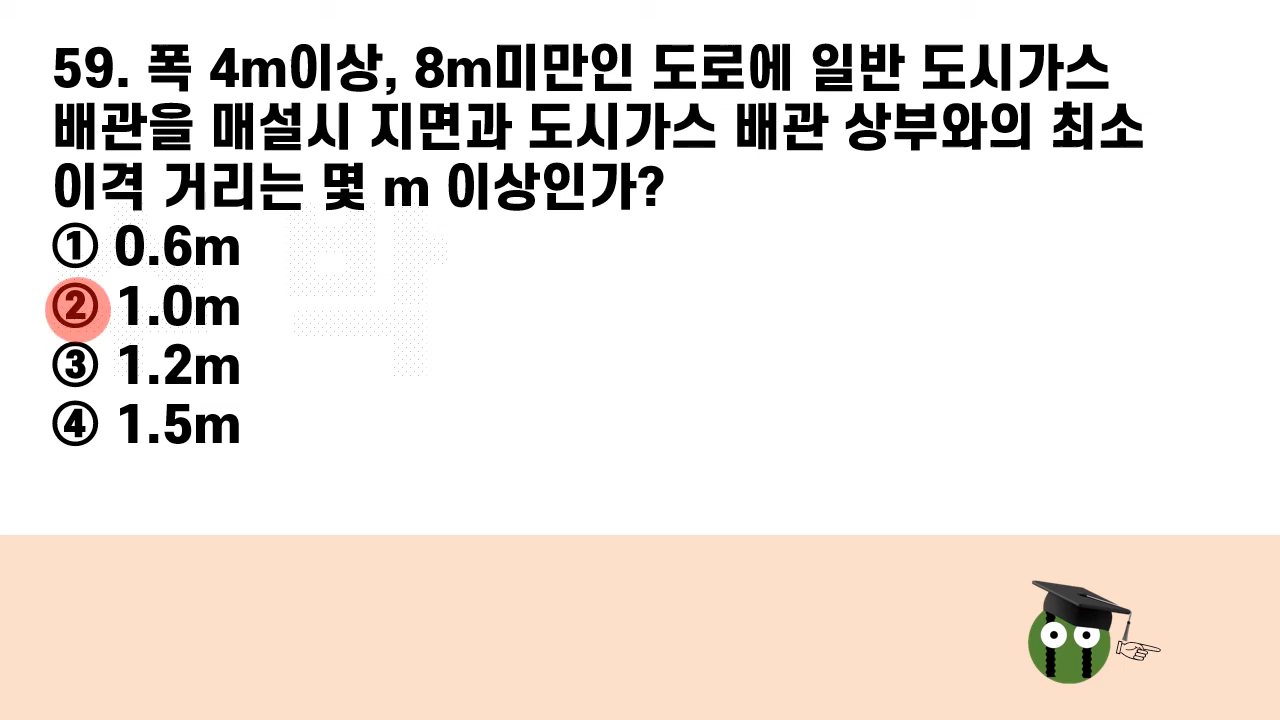 59. 폭 4m이상, 8m미만인 도로에 일반 도시가스
배관을 매설시 지면과 도시가스 배관 상부와의 최소
이격 거리는 몇 m 이상인가?
① 0.6m
② 1.0m
③ 1.2m
④ 1.5m